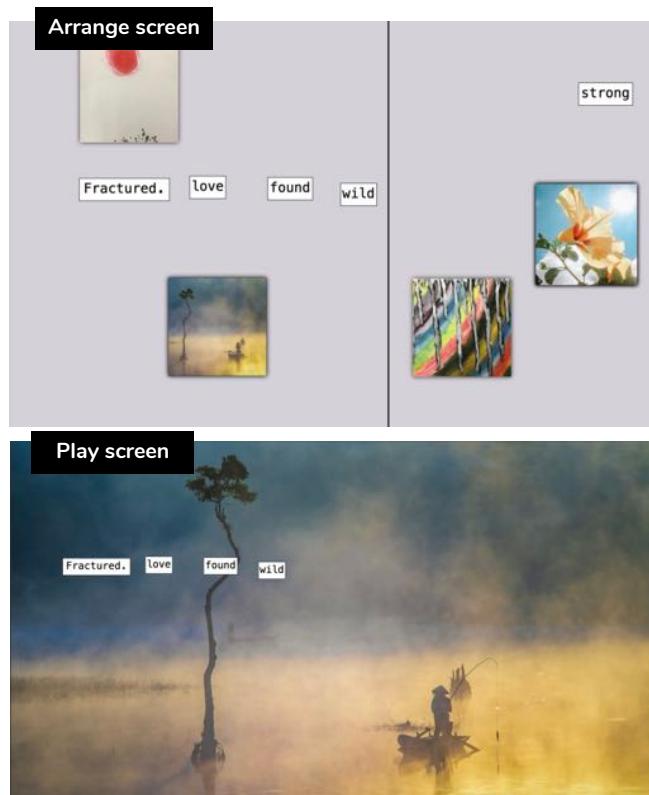 Arrange screen
strong
Fractured. love found wild
Play screen
Fractured. love found wild